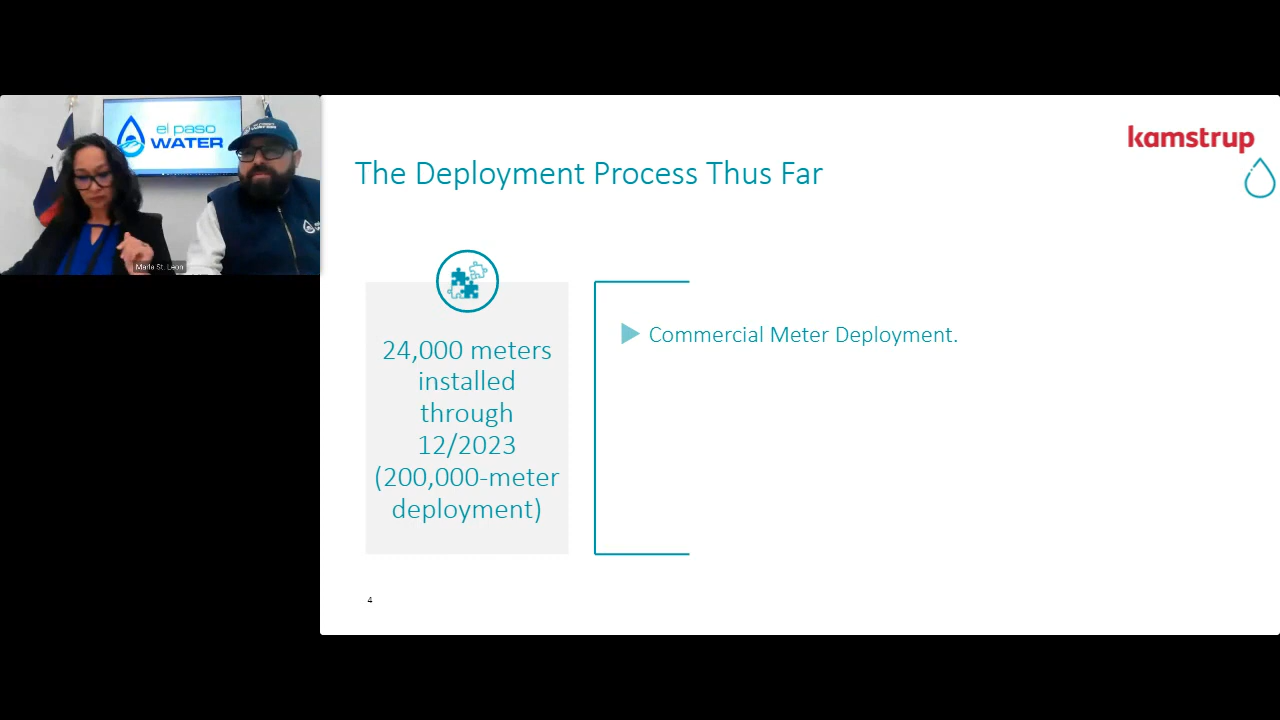 el paso
WATER
Marla St. Leon
kamstrup
The Deployment Process Thus Far
24,000 meters
installed
through
12/2023
(200,000-meter
deployment)
Commercial Meter Deployment.
4